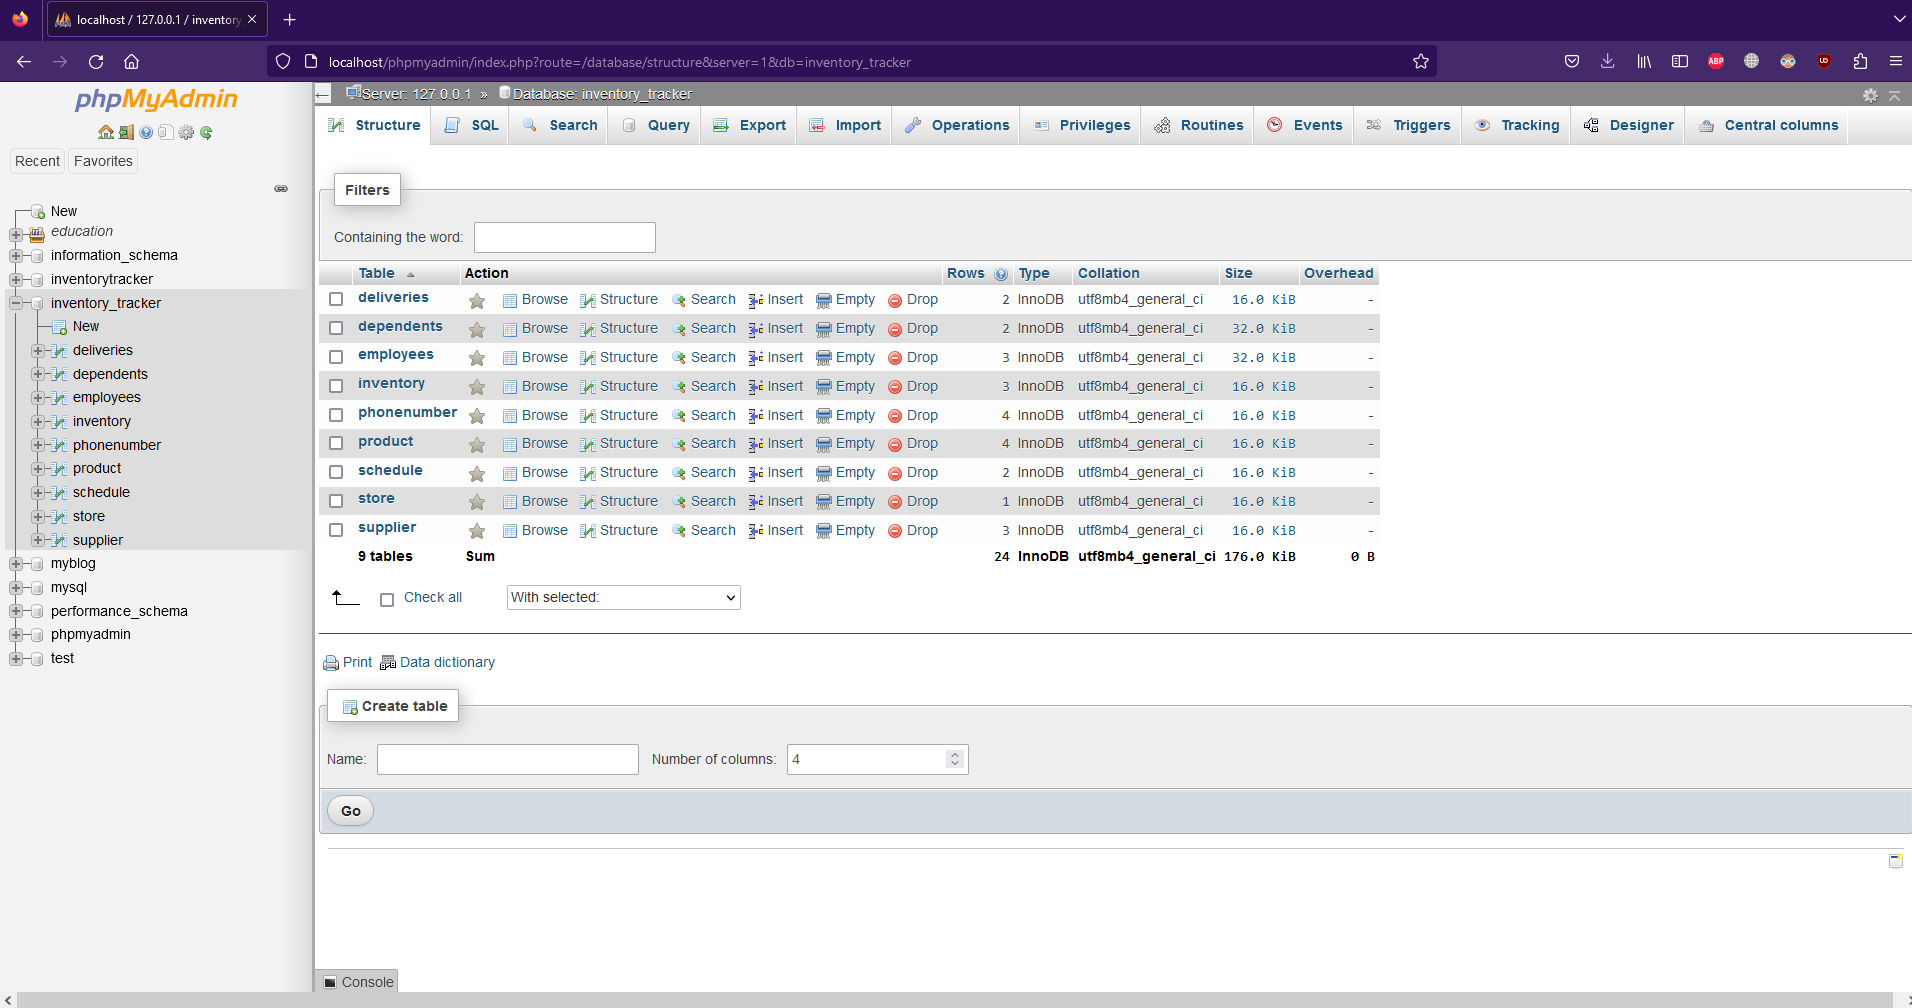 localhost / 127.0.0.1 / inventory
localhost/phpmyadmin/index.php?route=/database/structure&server=1&db=inventory_tracker
ABP
phpMyAdmin
Recent Favorites
New
education
information_schema
inventorytracker
inventory_tracker
New
deliveries
dependents
employees
inventory
phonenumber
product
schedule
store
supplier
myblog
mysql
performance_schema
phpmyadmin
test
Server: 127.0.0.1 » Database: inventory_tracker
Structure SQL Search Query Export Import Operations Privileges Routines Events Triggers Tracking Designer Central columns
Filters
Containing the word:
Table Action Rows Type Collation Size Overhead
deliveries Browse Structure Search Insert Empty Drop 2 InnoDB utf8mb4_general_ci 16.0 KiB -
dependents Browse Structure Search Insert Empty Drop 2 InnoDB utf8mb4_general_ci 32.0 KiB -
employees Browse Structure Search Insert Empty Drop 3 InnoDB utf8mb4_general_ci 32.0 KiB -
inventory Browse Structure Search Insert Empty Drop 3 InnoDB utf8mb4_general_ci 16.0 KiB -
phonenumber Browse Structure Search Insert Empty Drop 4 InnoDB utf8mb4_general_ci 16.0 KiB -
product Browse Structure Search Insert Empty Drop 4 InnoDB utf8mb4_general_ci 16.0 KiB -
schedule Browse Structure Search Insert Empty Drop 2 InnoDB utf8mb4_general_ci 16.0 KiB -
store Browse Structure Search Insert Empty Drop 1 InnoDB utf8mb4_general_ci 16.0 KiB -
supplier Browse Structure Search Insert Empty Drop 3 InnoDB utf8mb4_general_ci 16.0 KiB -
9 tables Sum 24 InnoDB utf8mb4_general_ci 176.0 KiB 0 B
Check all With selected:
Print Data dictionary
Create table
Name: Number of columns: 4
Go
Console